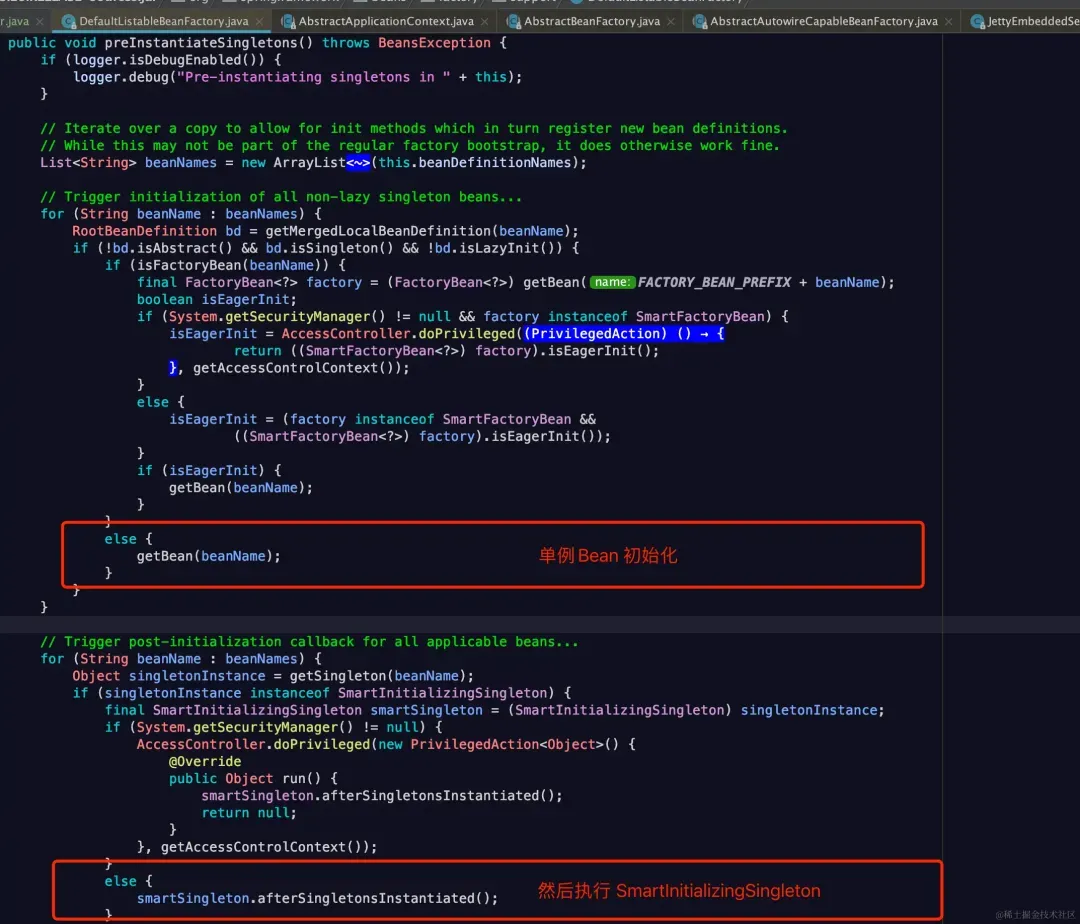 r.java × DefaultListableBeanFactory.java × AbstractApplicationContext.java × AbstractBeanFactory.java × AbstractAutowireCapableBeanFactory.java × JettyEmbeddedSe
public void preInstantiateSingletons() throws BeansException {
if (logger.isDebugEnabled()) {
logger.debug("Pre-instantiating singletons in " + this);
}
// Iterate over a copy to allow for init methods which in turn register new bean definitions.
// While this may not be part of the regular factory bootstrap, it does otherwise work fine.
List<String> beanNames = new ArrayList<~>(this.beanDefinitionNames);
// Trigger initialization of all non-lazy singleton beans...
for (String beanName : beanNames) {
RootBeanDefinition bd = getMergedLocalBeanDefinition(beanName);
if (!bd.isAbstract() && bd.isSingleton() && !bd.isLazyInit()) {
if (isFactoryBean(beanName)) {
final FactoryBean<?> factory = (FactoryBean<?>) getBean( name: FACTORY_BEAN_PREFIX + beanName);
boolean isEagerInit;
if (System.getSecurityManager() != null && factory instanceof SmartFactoryBean) {
isEagerInit = AccessController.doPrivileged((PrivilegedAction) () → {
return ((SmartFactoryBean<?>) factory).isEagerInit();
}, getAccessControlContext());
}
else {
isEagerInit = (factory instanceof SmartFactoryBean &&
((SmartFactoryBean<?>) factory).isEagerInit());
}
if (isEagerInit) {
getBean(beanName);
}
}
else {
getBean(beanName); 单例 Bean 初始化
}
}
}
// Trigger post-initialization callback for all applicable beans...
for (String beanName : beanNames) {
Object singletonInstance = getSingleton(beanName);
if (singletonInstance instanceof SmartInitializingSingleton) {
final SmartInitializingSingleton smartSingleton = (SmartInitializingSingleton) singletonInstance;
if (System.getSecurityManager() != null) {
AccessController.doPrivileged(new PrivilegedAction<Object>() {
@Override
public Object run() {
smartSingleton.afterSingletonsInstantiated();
return null;
}
}, getAccessControlContext());
}
else {
smartSingleton.afterSingletonsInstantiated(); 然后执行 SmartInitializingSingleton
}
@稀土掘金技术社区